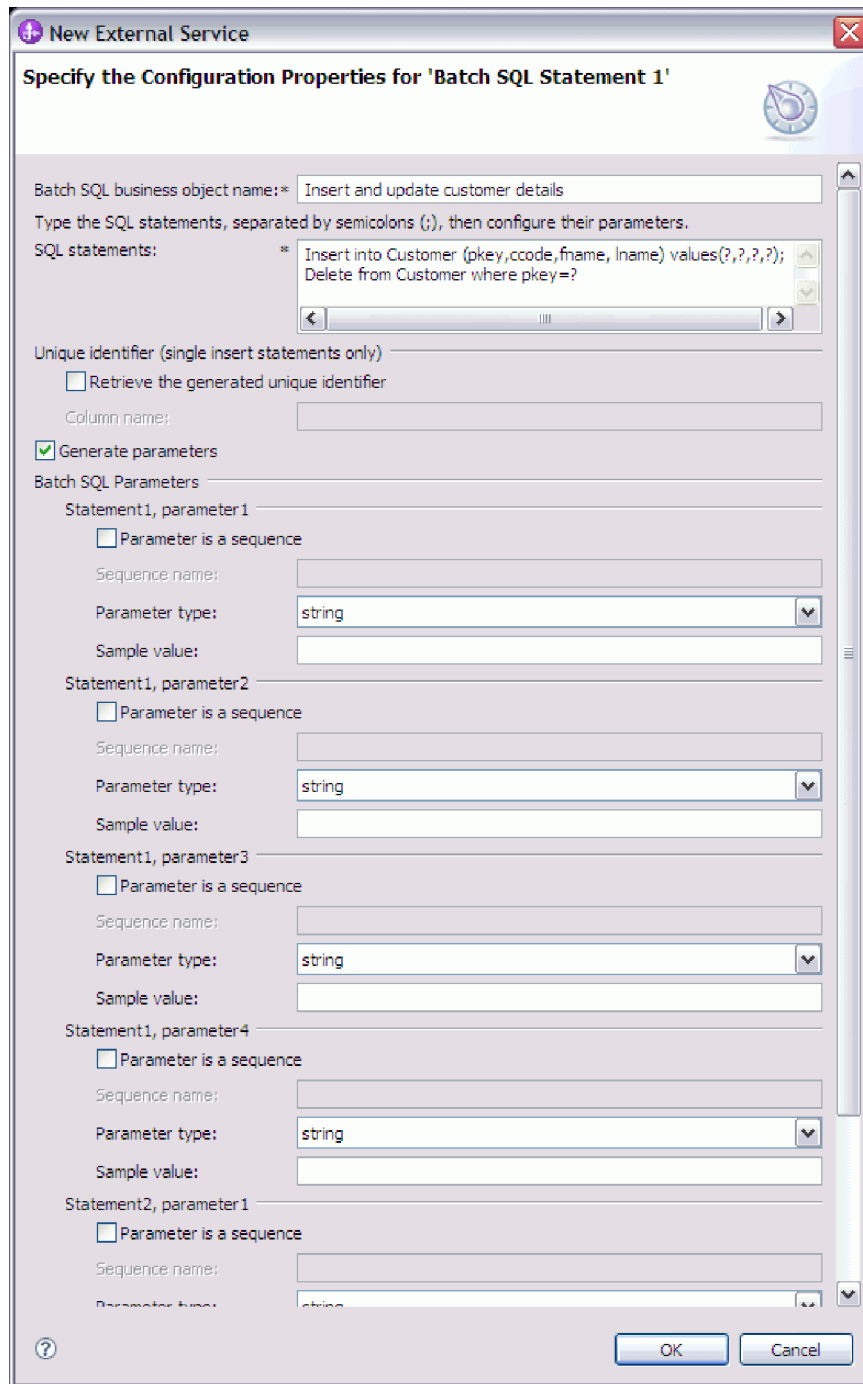 New External Service
Specify the Configuration Properties for 'Batch SQL Statement 1'
Batch SQL business object name:* Insert and update customer details
Type the SQL statements, separated by semicolons (;), then configure their parameters.
SQL statements: * Insert into Customer (pkey,ccode,fname, lname) values(?,?,?,?);
Delete from Customer where pkey=?
Unique identifier (single insert statements only)
Retrieve the generated unique identifier
Column name:
Generate parameters
Batch SQL Parameters
Statement1, parameter1
Parameter is a sequence
Sequence name:
Parameter type: string
Sample value:
Statement1, parameter2
Parameter is a sequence
Sequence name:
Parameter type: string
Sample value:
Statement1, parameter3
Parameter is a sequence
Sequence name:
Parameter type: string
Sample value:
Statement1, parameter4
Parameter is a sequence
Sequence name:
Parameter type: string
Sample value:
Statement2, parameter1
Parameter is a sequence
Sequence name:
Parameter type: string
? OK Cancel